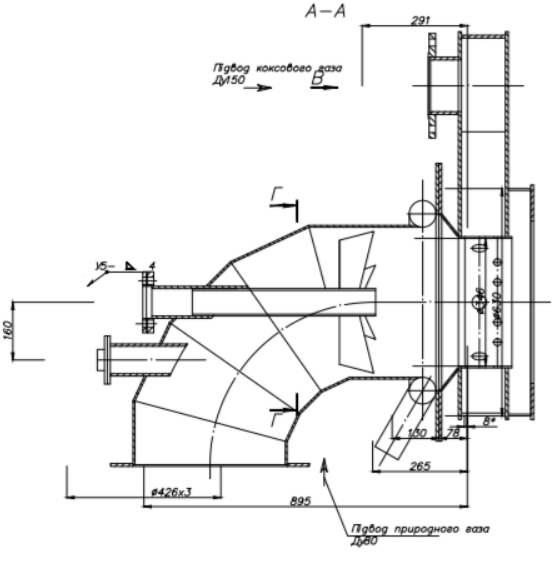 А—А
291
Підвод коксового газа
Ду150
В
Г
У5-
4
160
ø346
ø630
Г
130
78
8*
265
ø426х3
895
Підвод природного газа
Ду80